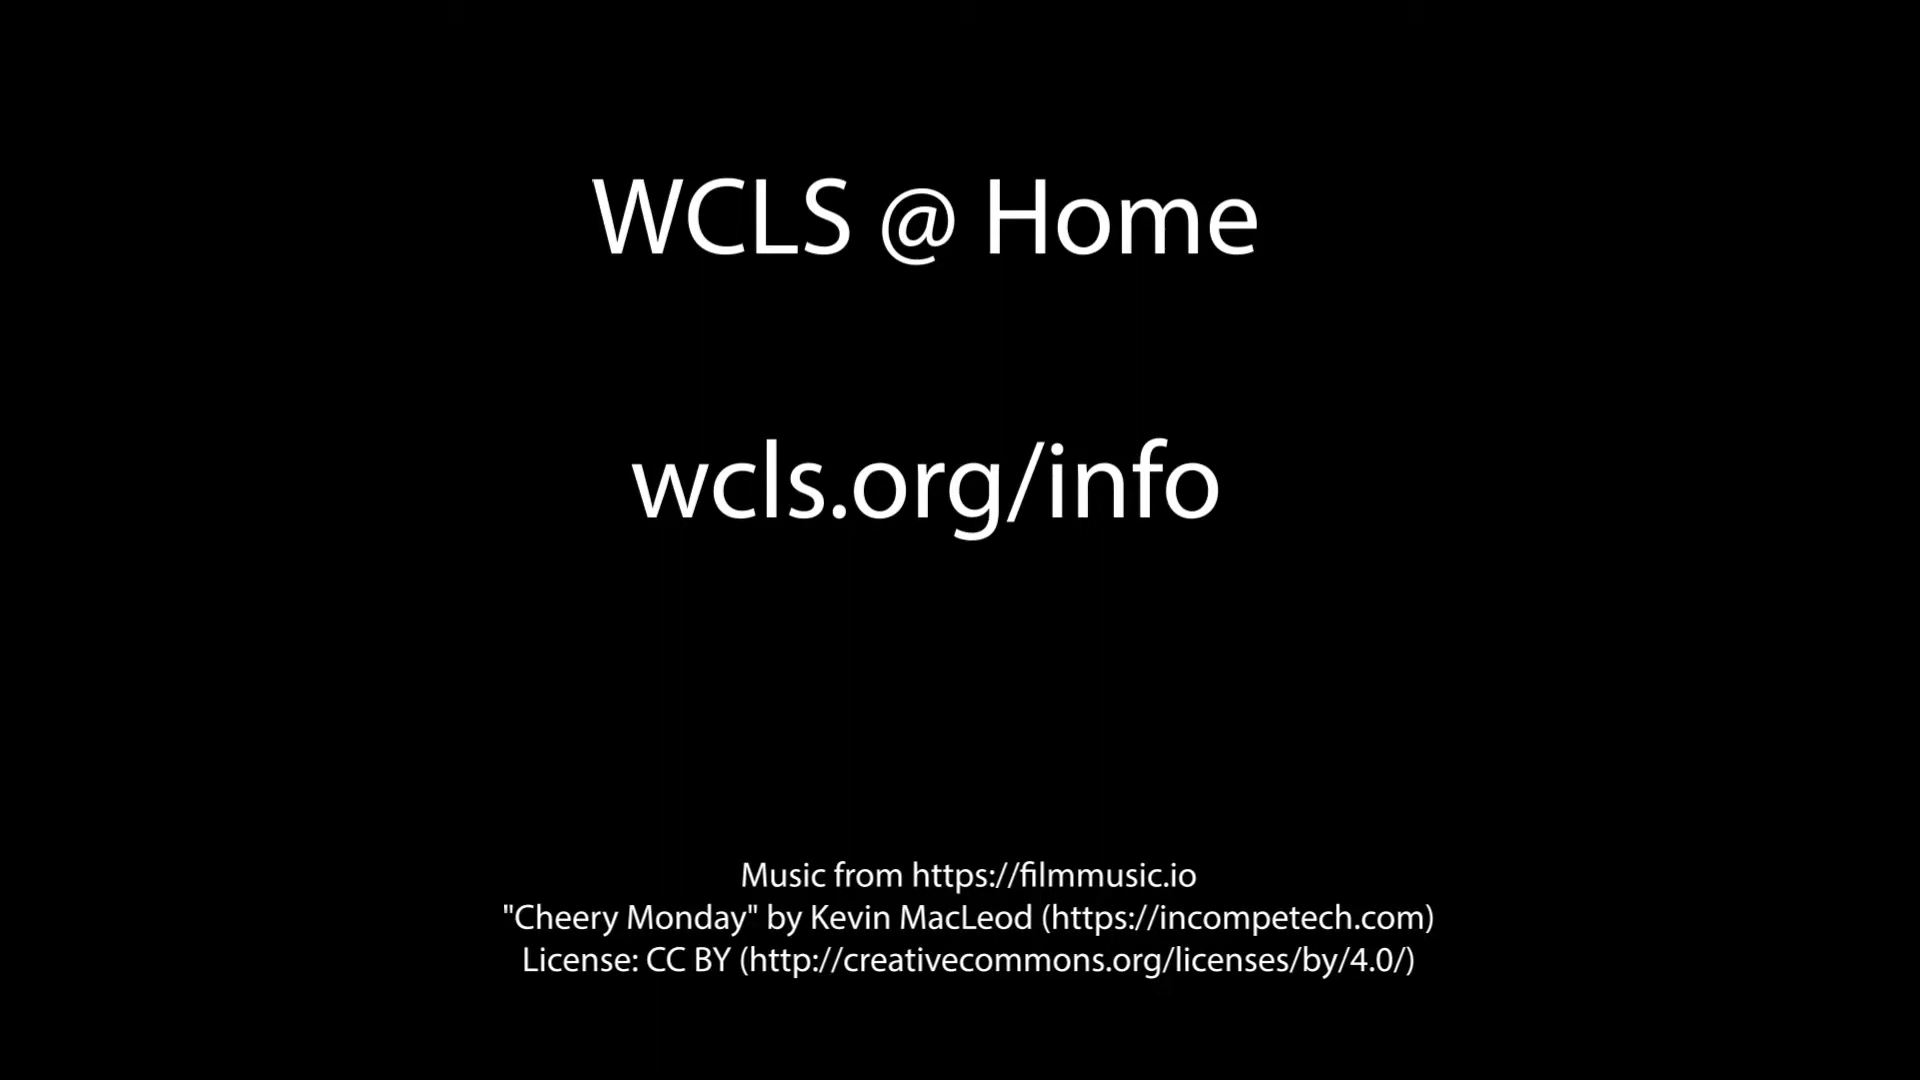 WCLS @ Home
wcls.org/info
Music from https://filmmusic.io
"Cheery Monday" by Kevin MacLeod (https://incompetech.com)
License: CC BY (http://creativecommons.org/licenses/by/4.0/)